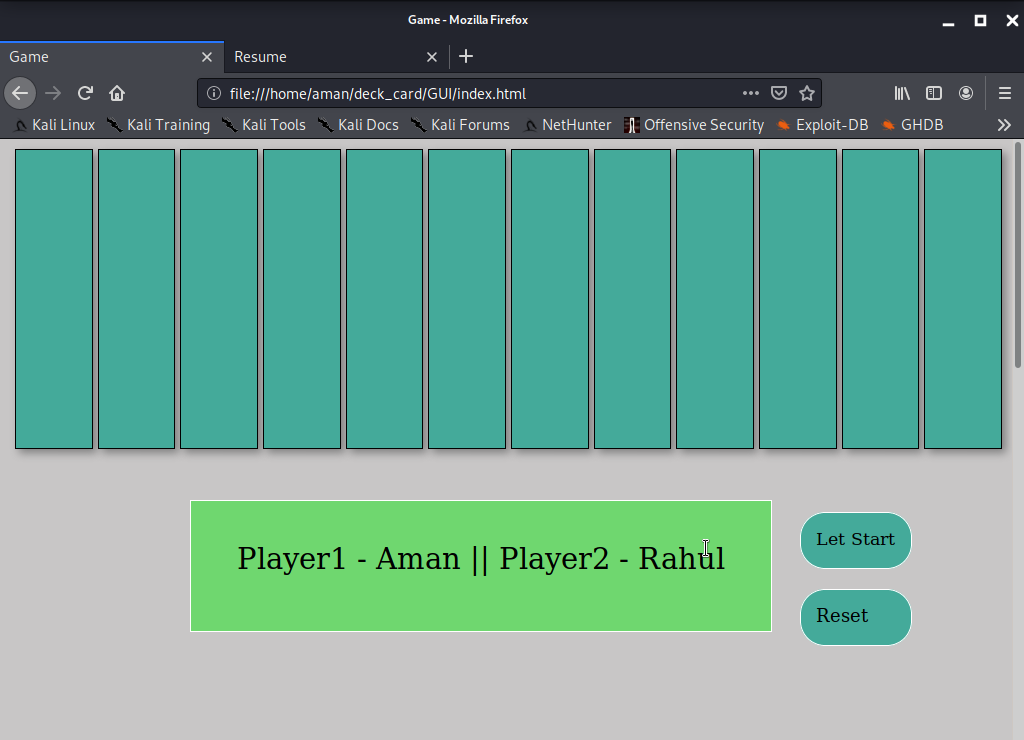 Game - Mozilla Firefox
Game Resume
file:///home/aman/deck_card/GUI/index.html
Kali Linux Kali Training Kali Tools Kali Docs Kali Forums NetHunter Offensive Security Exploit-DB GHDB
Player1 - Aman || Player2 - Rahul
Let Start
Reset